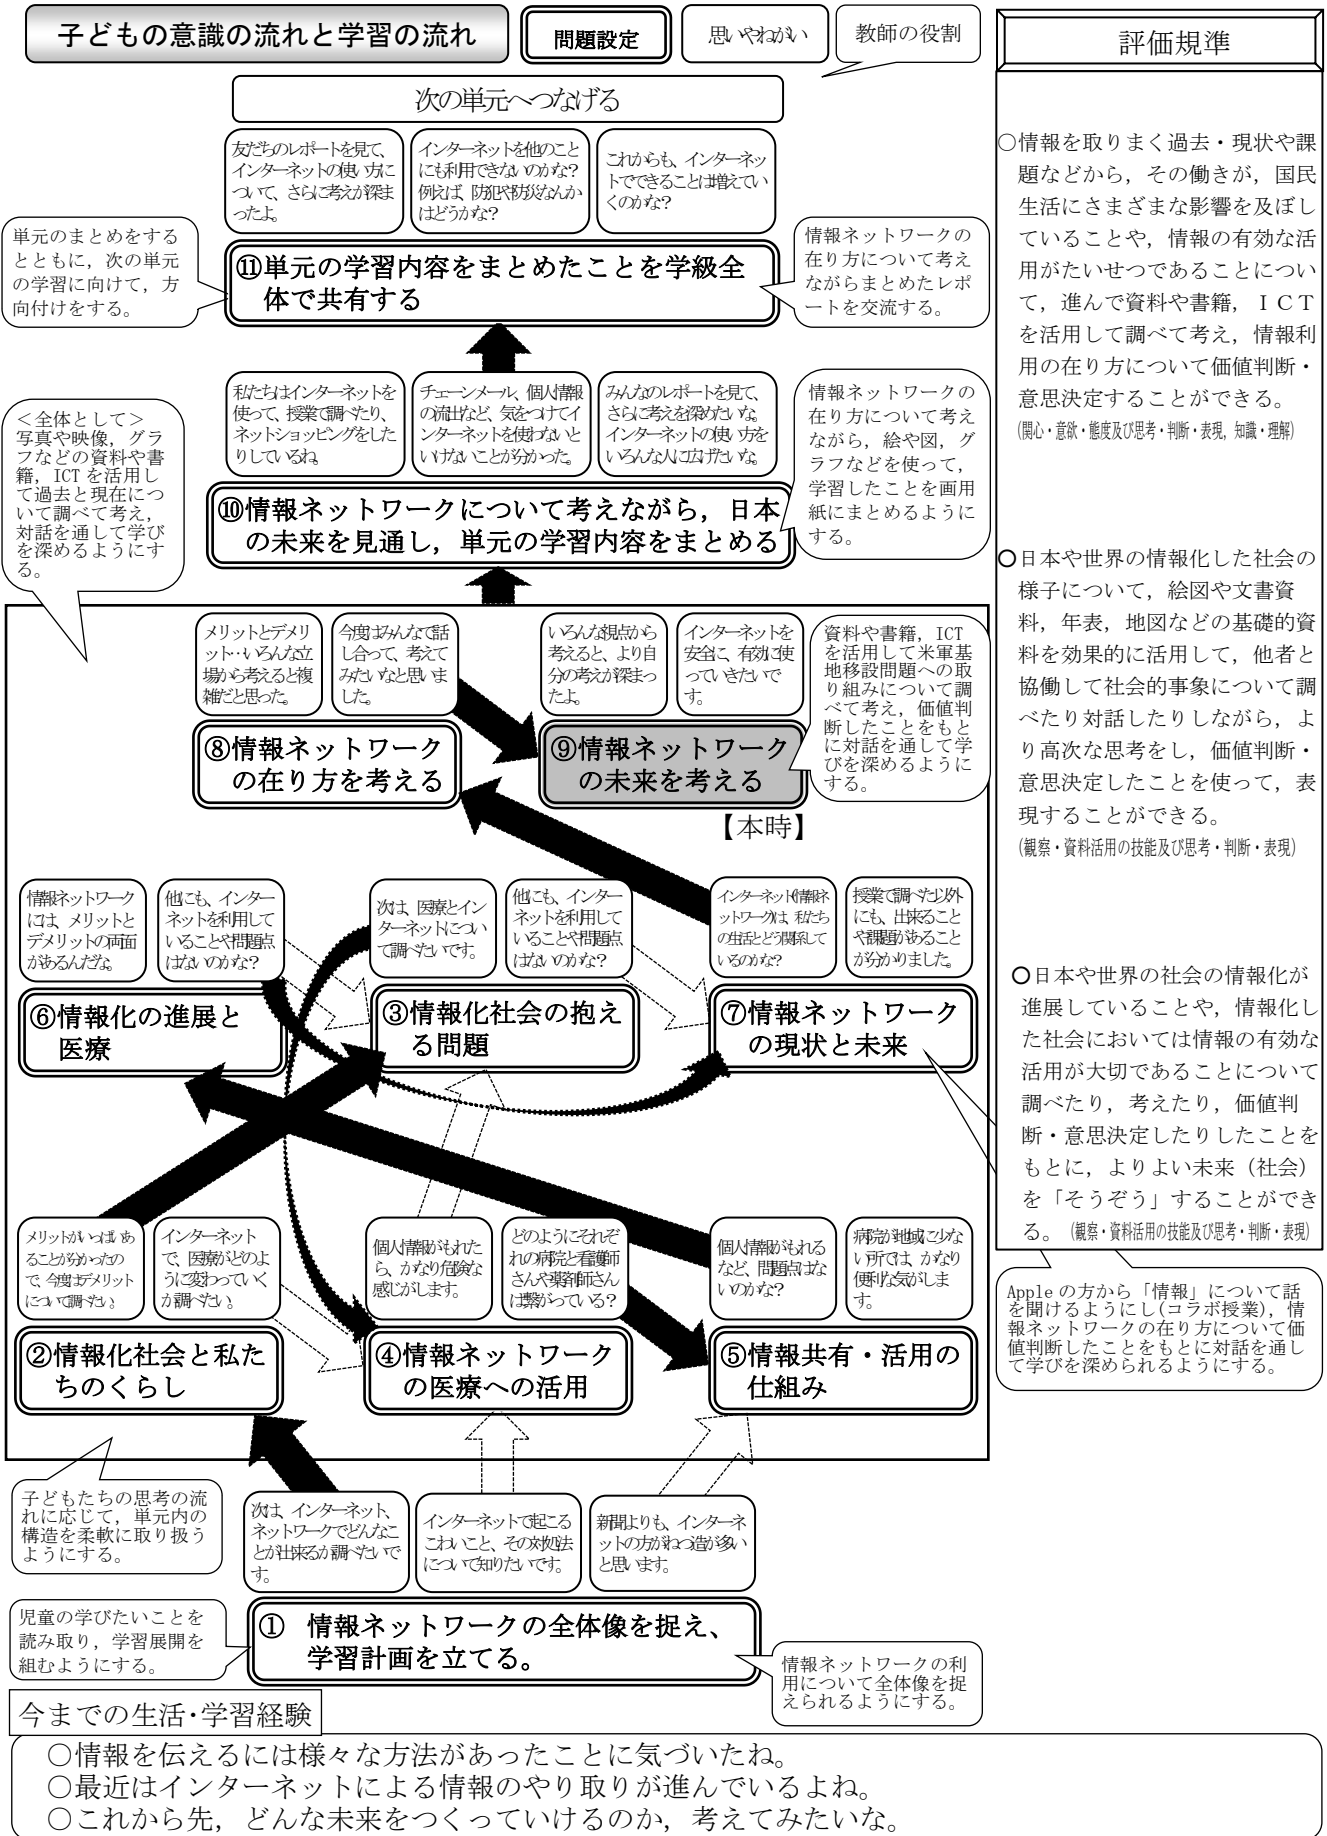 子どもの意識の流れと学習の流れ
問題設定
思いやねがい
教師の役割
評価規準
次の単元へつなげる
友だちのレポートを見て、
インターネットの使い方に
ついて、さらに考えが深ま
ったよ。
インターネットを他のこと
にも利用できないのかな?
例えば、防犯や防災なんか
はどうかな?
これからも、インターネッ
トでできることは増えてい
くのかな?
単元のまとめをする
とともに，次の単元
の学習に向けて，方
向付けをする。
⑪単元の学習内容をまとめたことを学級全
体で共有する
情報ネットワークの
在り方について考え
ながらまとめたレポ
ートを交流する。
私たちはインターネットを
使って、授業で調べたり、
ネットショッピングをした
りしているね。
チェーンメール、個人情報
の流出など、気をつけてイ
ンターネットを使わないと
いけないことが分かった。
みんなのレポートを見て、
さらに考えを深めたいな。
インターネットの使い方を
いろんな人に広げたいな。
情報ネットワークの
在り方について考え
ながら，絵や図，グ
ラフなどを使って，
学習したことを画用
紙にまとめるように
する。
＜全体として＞
写真や映像，グラ
フなどの資料や書
籍，ICT を活用し
て過去と現在につ
いて調べて考え，
対話を通して学び
を深めるようにす
る。
⑩情報ネットワークについて考えながら，日本
の未来を見通し，単元の学習内容をまとめる
メリットとデメリ
ット‥いろんな立
場から考えると複
雑だと思った。
今度はみんなで話
し合って、考えて
みたいなと思いま
した。
いろんな視点から
考えると、より自
分の考えが深まっ
たよ。
インターネットを
安全に、有効に使
っていきたいで
す。
資料や書籍，ICT
を活用して米軍基
地移設問題への取
り組みについて調
べて考え，価値判
断したことをもと
に対話を通して学
びを深めるように
する。
⑧情報ネットワーク
の在り方を考える
⑨情報ネットワーク
の未来を考える
【本時】
情報ネットワーク
には、メリットと
デメリットの両面
があるんだな。
他にも、インター
ネットを利用して
いることや問題点
はないのかな?
次は、医療とイン
ターネットについ
て調べたいです。
他にも、インター
ネットを利用して
いることや問題点
はないのかな?
インターネット(情報ネ
ットワーク)は、私たち
の生活とどう関係して
いるのかな?
授業で調べた以外
にも、出来ること
や課題があること
が分かりました。
⑥情報化の進展と
医療
③情報化社会の抱え
る問題
⑦情報ネットワーク
の現状と未来
メリットがいっぱいあ
ることが分かったの
で、今度はデメリット
について調べたい。
インターネット
で、医療がどのよ
うに変わっていく
か調べたい。
個人情報がもれた
ら、かなり危険な
感じがします。
どのようにそれぞ
れの病院と看護師
さんや薬剤師さん
は繋がっている?
個人情報がもれる
など、問題点はな
いのかな?
病院が地域に少な
い所では、かなり
便利な気がしま
す。
②情報化社会と私た
ちのくらし
④情報ネットワーク
の医療への活用
⑤情報共有・活用の
仕組み
子どもたちの思考の流
れに応じて，単元内の
構造を柔軟に取り扱う
ようにする。
次は、インターネット、
ネットワークでどんなこ
とが出来るか調べたいで
す。
インターネットで起こる
こわいこと、その対処法
について知りたいです。
新聞よりも、インターネ
ットの方がねつ造が多い
と思います。
児童の学びたいことを
読み取り，学習展開を
組むようにする。
① 情報ネットワークの全体像を捉え、
学習計画を立てる。
情報ネットワークの利
用について全体像を捉
えられるようにする。
今までの生活・学習経験
○情報を伝えるには様々な方法があったことに気づいたね。
○最近はインターネットによる情報のやり取りが進んでいるよね。
○これから先，どんな未来をつくっていけるのか，考えてみたいな。
○情報を取りまく過去・現状や課
題などから，その働きが，国民
生活にさまざまな影響を及ぼし
ていることや，情報の有効な活
用がたいせつであることについ
て，進んで資料や書籍，ＩＣＴ
を活用して調べて考え，情報利
用の在り方について価値判断・
意思決定することができる。
(関心・意欲・態度及び思考・判断・表現，知識・理解)
○日本や世界の情報化した社会の
様子について，絵図や文書資
料，年表，地図などの基礎的資
料を効果的に活用して，他者と
協働して社会的事象について調
べたり対話したりしながら，よ
り高次な思考をし，価値判断・
意思決定したことを使って，表
現することができる。
(観察・資料活用の技能及び思考・判断・表現)
○日本や世界の社会の情報化が
進展していることや，情報化し
た社会においては情報の有効な
活用が大切であることについて
調べたり，考えたり，価値判
断・意思決定したりしたことを
もとに，よりよい未来（社会）
を「そうぞう」することができ
る。 (観察・資料活用の技能及び思考・判断・表現)
Apple の方から「情報」について話
を聞けるようにし(コラボ授業)，情
報ネットワークの在り方について価
値判断したことをもとに対話を通し
て学びを深められるようにする。